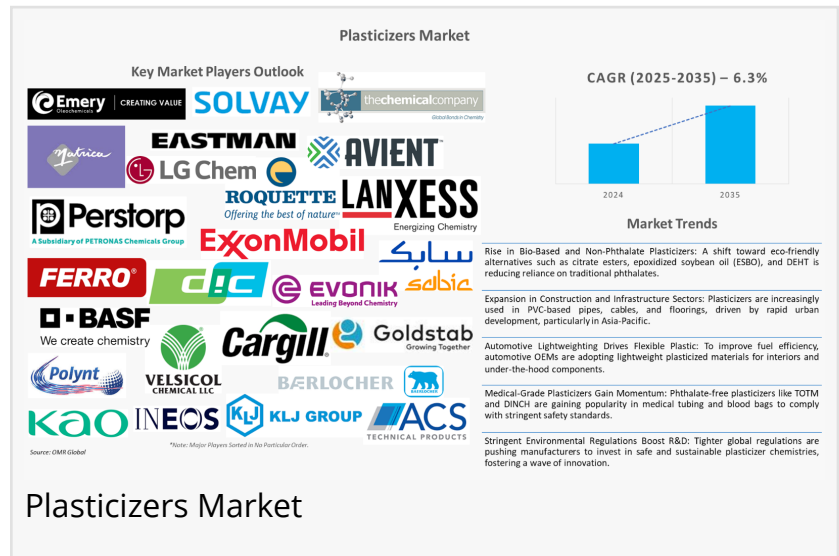 Plasticizers Market
Key Market Players Outlook
Emery
Oleochemicals
CREATING VALUE
SOLVAY
thechemicalcompany
Global Bonds in Chemistry
Matrica
EASTMAN
LG
LG Chem
AVIENT
ROQUETTE
Offering the best of nature™
LANXESS
Energizing Chemistry
Perstorp
A Subsidiary of PETRONAS Chemicals Group
ExxonMobil
سابك
sabic
FERRO®
dic
EVONIK
Leading Beyond Chemistry
BASF
We create chemistry
VELSICOL
CHEMICAL LLC
Cargill
Goldstab
Growing Together
Polynt
BÆRLOCHER
BAERLOCHER
kao
INEOS
KLJ
KLJ GROUP
ACS
TECHNICAL PRODUCTS
Source: OMR Global
*Note: Major Players Sorted in No Particular Order.
CAGR (2025-2035) – 6.3%
2024
2035
Market Trends
Rise in Bio-Based and Non-Phthalate Plasticizers: A shift toward eco-friendly
alternatives such as citrate esters, epoxidized soybean oil (ESBO), and DEHT is
reducing reliance on traditional phthalates.
Expansion in Construction and Infrastructure Sectors: Plasticizers are increasingly
used in PVC-based pipes, cables, and floorings, driven by rapid urban
development, particularly in Asia-Pacific.
Automotive Lightweighting Drives Flexible Plastic: To improve fuel efficiency,
automotive OEMs are adopting lightweight plasticized materials for interiors and
under-the-hood components.
Medical-Grade Plasticizers Gain Momentum: Phthalate-free plasticizers like TOTM
and DINCH are gaining popularity in medical tubing and blood bags to comply
with stringent safety standards.
Stringent Environmental Regulations Boost R&D: Tighter global regulations are
pushing manufacturers to invest in safe and sustainable plasticizer chemistries,
fostering a wave of innovation.
Plasticizers Market